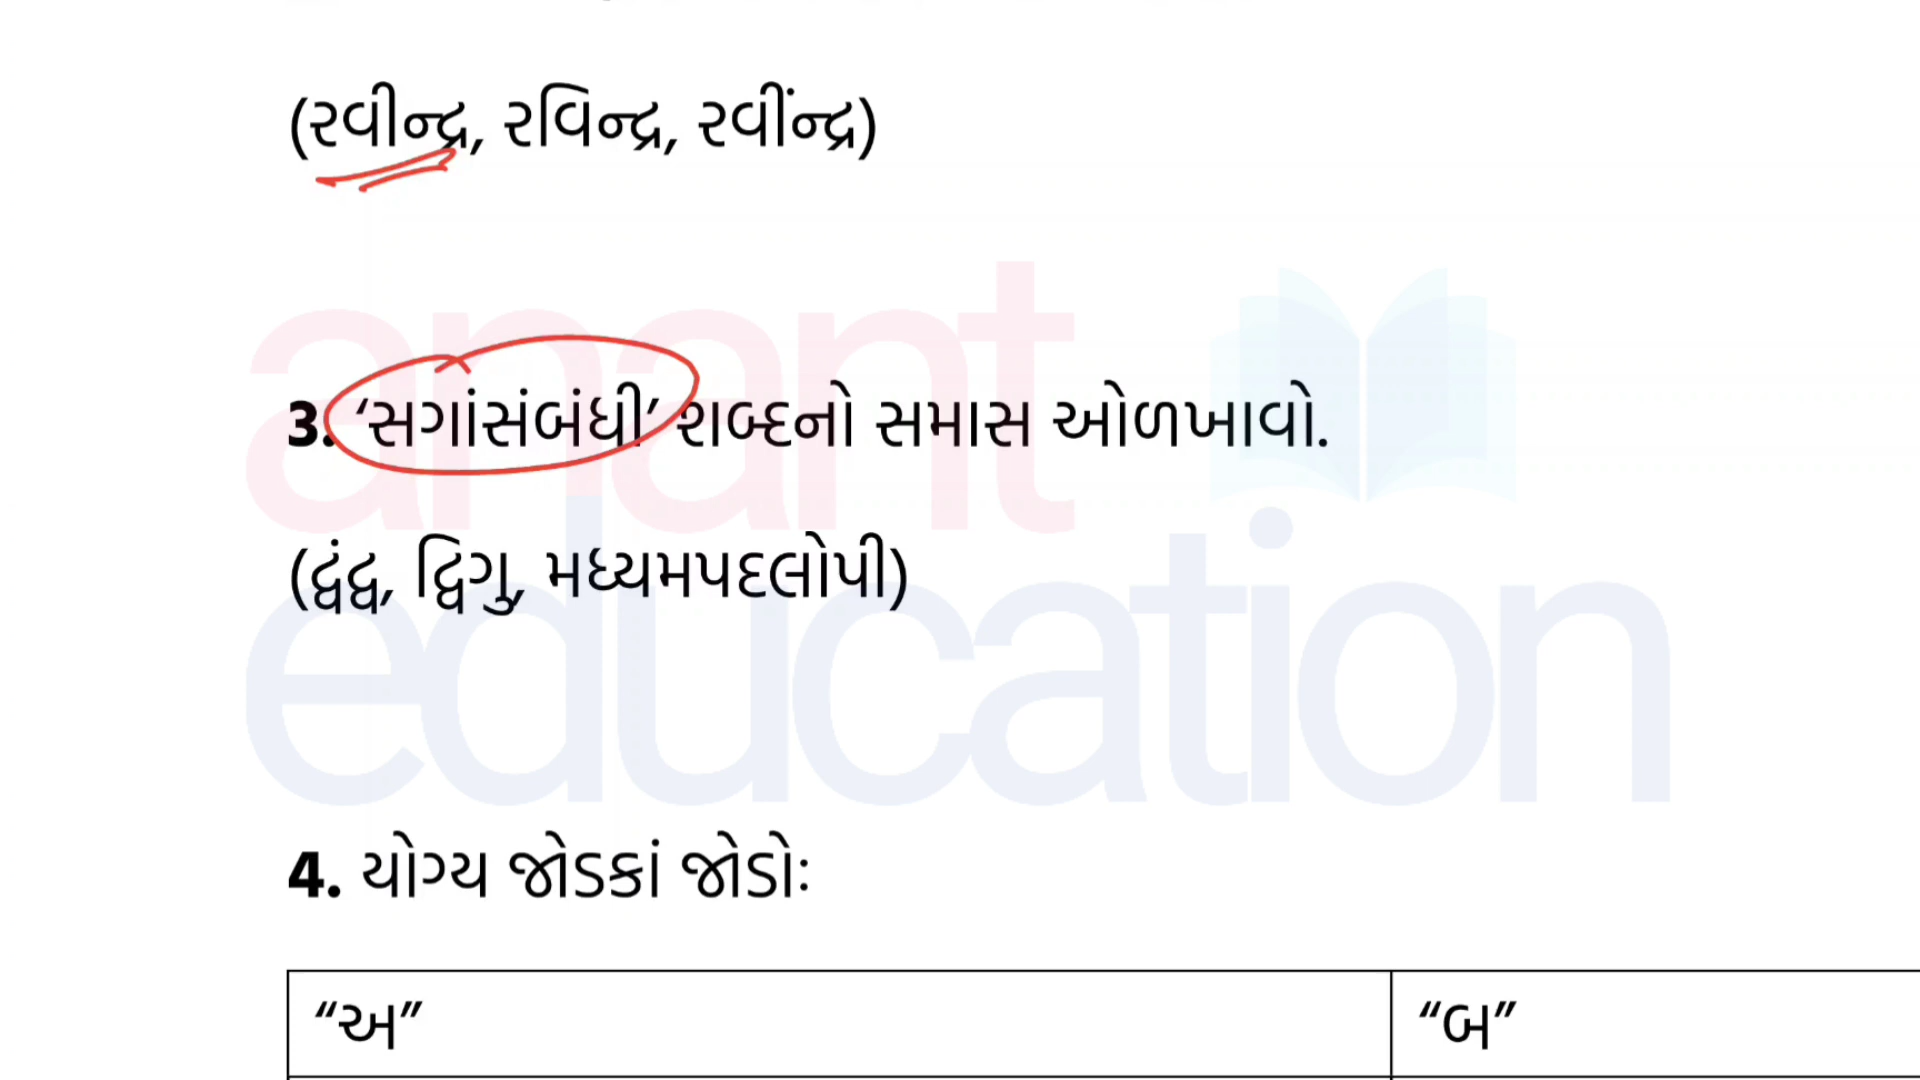 (રવીન્દ્ર, રવિન્દ્ર, રવીંન્દ્ર)
3. ‘સગાંસંબંધી’ શબ્દનો સમાસ ઓળખાવો.
anant
(દ્વંદ્વ, દ્વિગુ, મધ્યમપદલોપી)
education
4. યોગ્ય જોડકાં જોડોઃ
“અ” “બ”